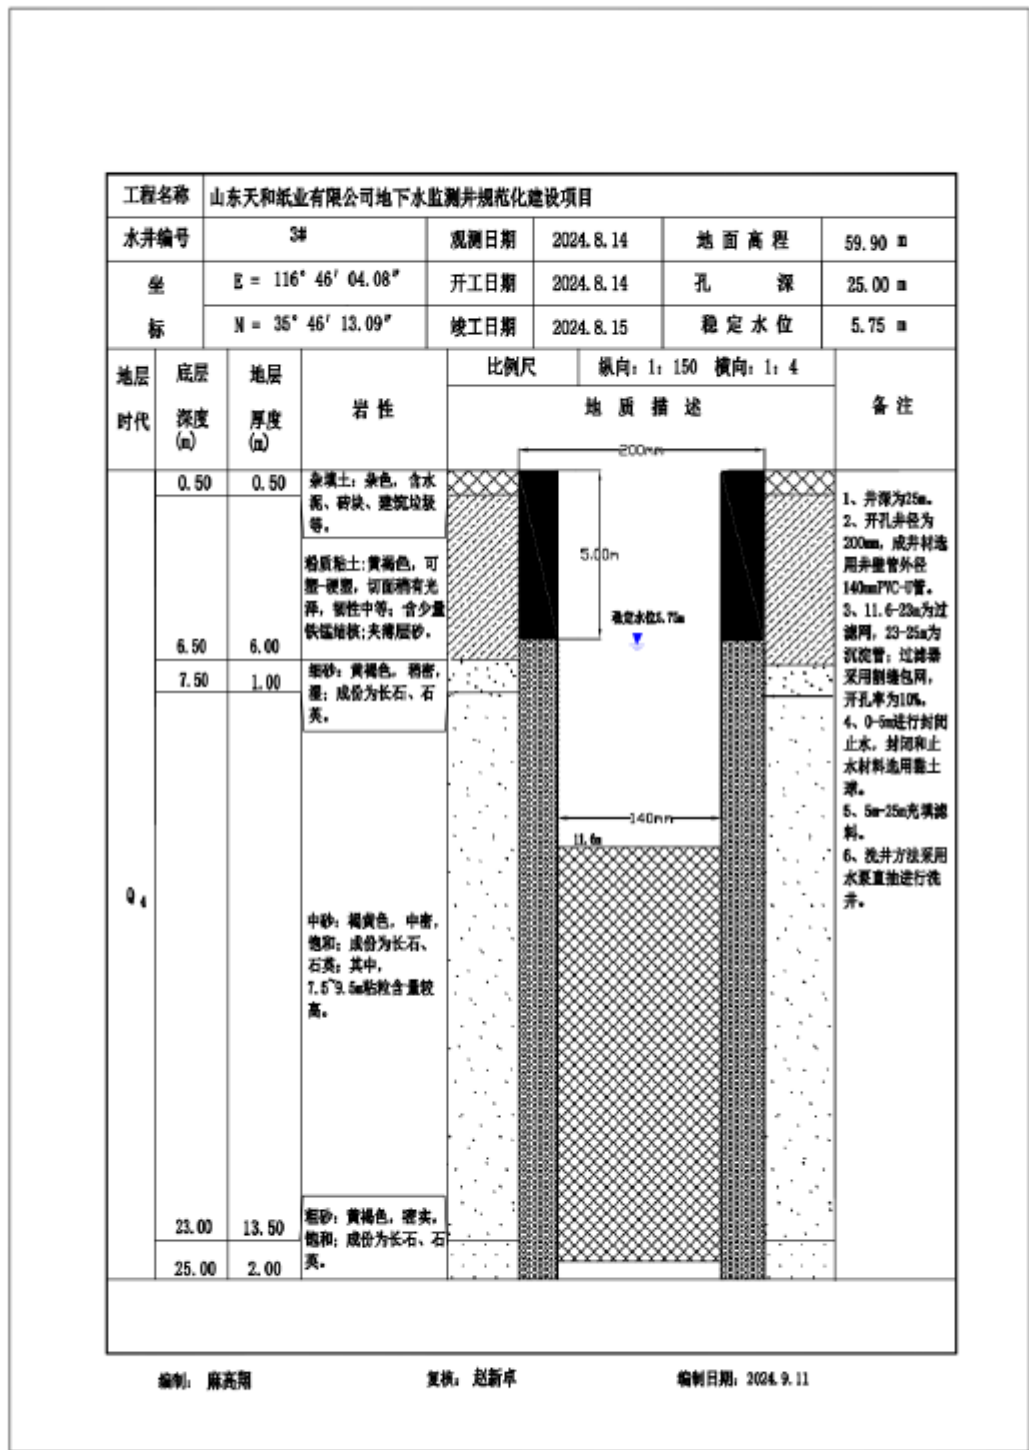 工程名称 山东天和纸业有限公司地下水监测井规范化建设项目
水井编号 3# 观测日期 2024.8.14 地面高程 59.90 m
坐 E = 116° 46′ 04.08″ 开工日期 2024.8.14 孔 深 25.00 m
标 N = 35° 46′ 13.09″ 竣工日期 2024.8.15 稳定水位 5.75 m
地层 底层 地层 岩 性 比例尺 纵向: 1: 150 横向: 1: 4 备 注
时代 深度 厚度 地 质 描 述
(m) (m)
200mm
0.50 0.50
杂填土: 杂色, 含水
泥、砖块、建筑垃圾
等。
5.00m
粉质粘土:黄褐色, 可
塑-硬塑, 切面稍有光
泽, 韧性中等; 含少量
铁锰结核;夹薄层砂。
6.50 6.00
稳定水位5.75m
7.50 1.00
细砂: 黄褐色, 稍密,
湿; 成份为长石、石
英。
140mm
11.6m
Q4
中砂: 褐黄色, 中密,
饱和; 成份为长石、
石英; 其中,
7.5~9.5m粘粒含量较
高。
23.00 13.50
粗砂: 黄褐色, 密实,
饱和; 成份为长石、石
英。
25.00 2.00
1、井深为25m。
2、开孔井径为
200mm, 成井材选
用井壁管外径
140mmPVC-U管。
3、11.6-23m为过
滤网, 23-25m为
沉淀管; 过滤器
采用割缝包网,
开孔率为10%。
4、0-5m进行封闭
止水, 封闭和止
水材料选用黏土
球。
5、5m-25m充填滤
料。
6、洗井方法采用
水泵直抽进行洗
井。
编制: 麻亮翔 复核: 赵新卓 编制日期: 2024.9.11